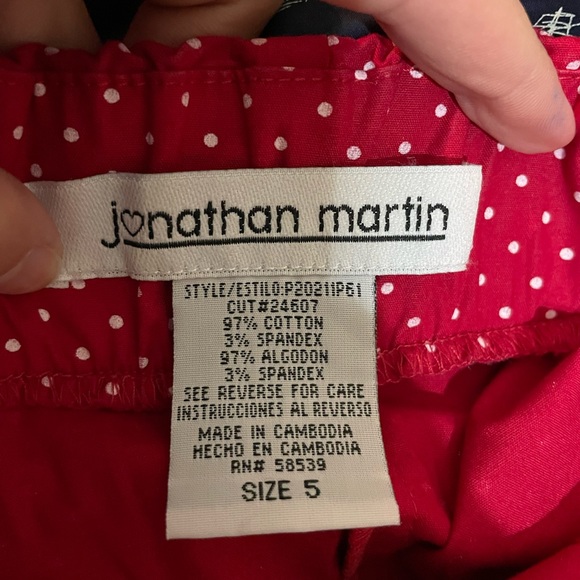 jonathan martin
STYLE/ESTILO:P20211P61
CUT#24607
97% COTTON
3% SPANDEX
97% ALGODON
3% SPANDEX
SEE REVERSE FOR CARE
INSTRUCCIONES AL REVERSO
MADE IN CAMBODIA
HECHO EN CAMBODIA
RN# 58539
SIZE 5